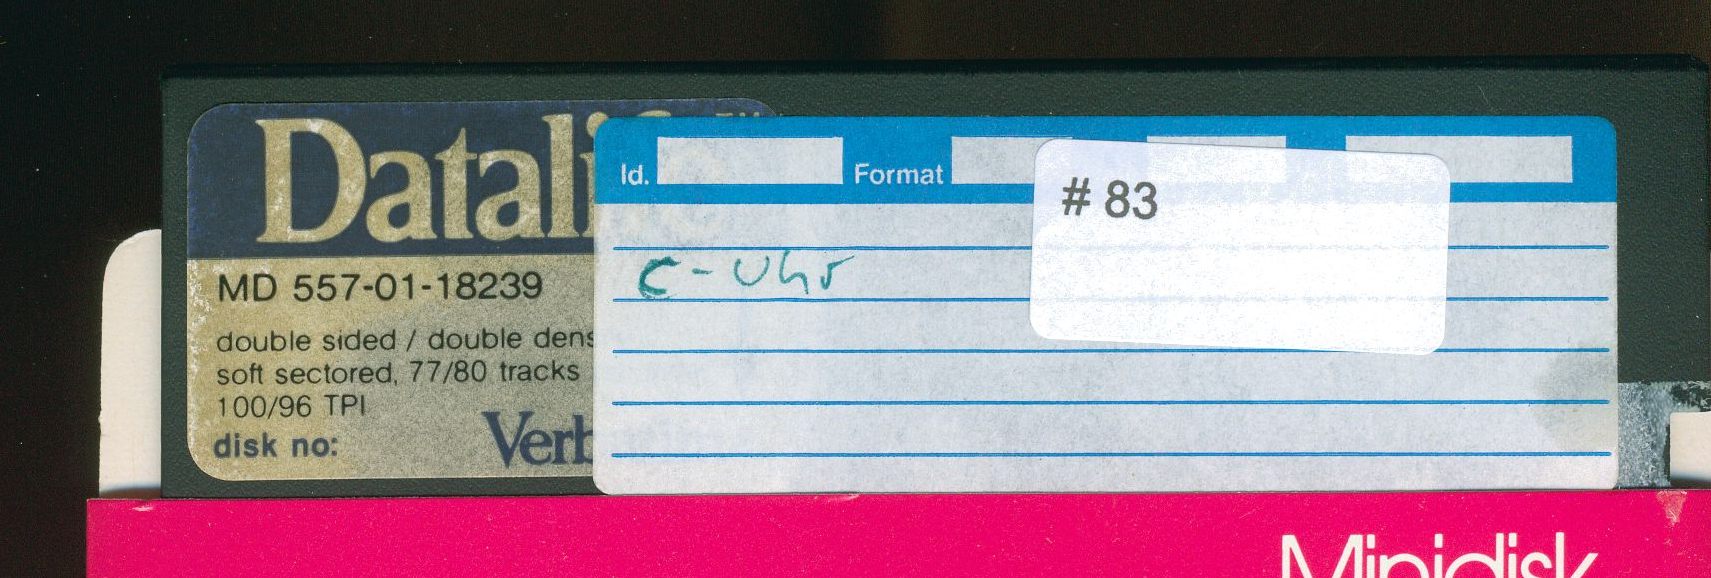 Datalife
MD 557-01-18239
double sided / double dens
soft sectored, 77/80 tracks
100/96 TPI
disk no:
Verb
Id.
Format
# 83
C-Uhr
Minidisk